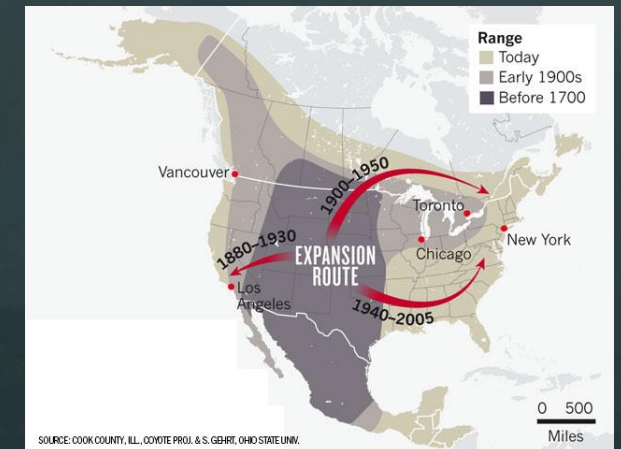 Range
Today
Early 1900s
Before 1700
Vancouver
1900–1950
Toronto
New York
Chicago
1880–1930
EXPANSION
ROUTE
Los
Angeles
1940–2005
0 500
Miles
SOURCE: COOK COUNTY, ILL., COYOTE PROJ. & S. GEHRT, OHIO STATE UNIV.